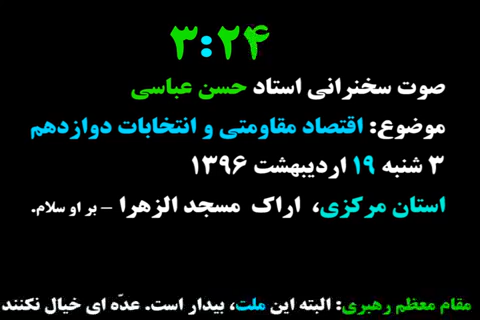 ۳:۲۴
صوت سخنرانی استاد حسن عباسی
موضوع: اقتصاد مقاومتی و انتخابات دوازدهم
۳ شنبه ۱۹ اردیبهشت ۱۳۹۶
استان مرکزی، اراک مسجد الزهرا – بر او سلام.
مقام معظم رهبری: البته این ملت، بیدار است. عدّه ای خیال نکنند